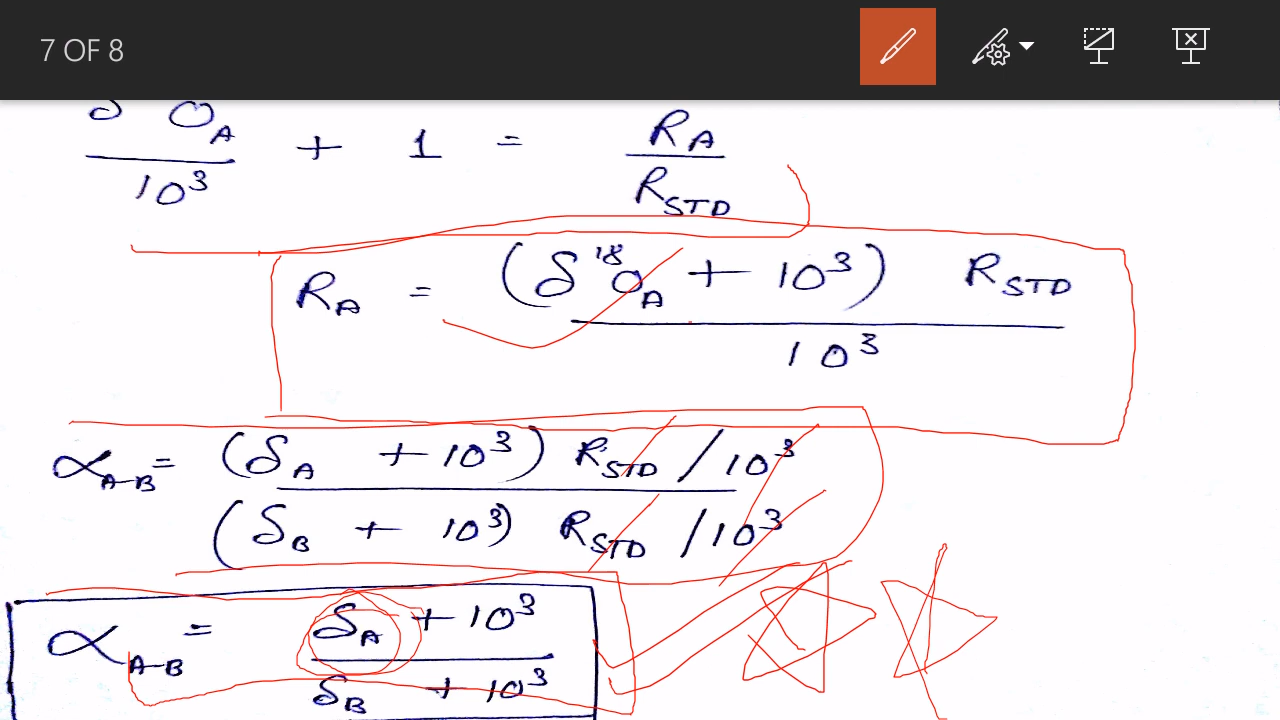 7 OF 8
δ O_A / 10³ + 1 = R_A / R_STD
R_A = (δ¹⁸O_A + 10³) R_STD / 10³
α_A-B = (δ_A + 10³) R_STD / 10³
(δ_B + 10³) R_STD / 10³
α_A-B = δ_A + 10³
δ_B + 10³